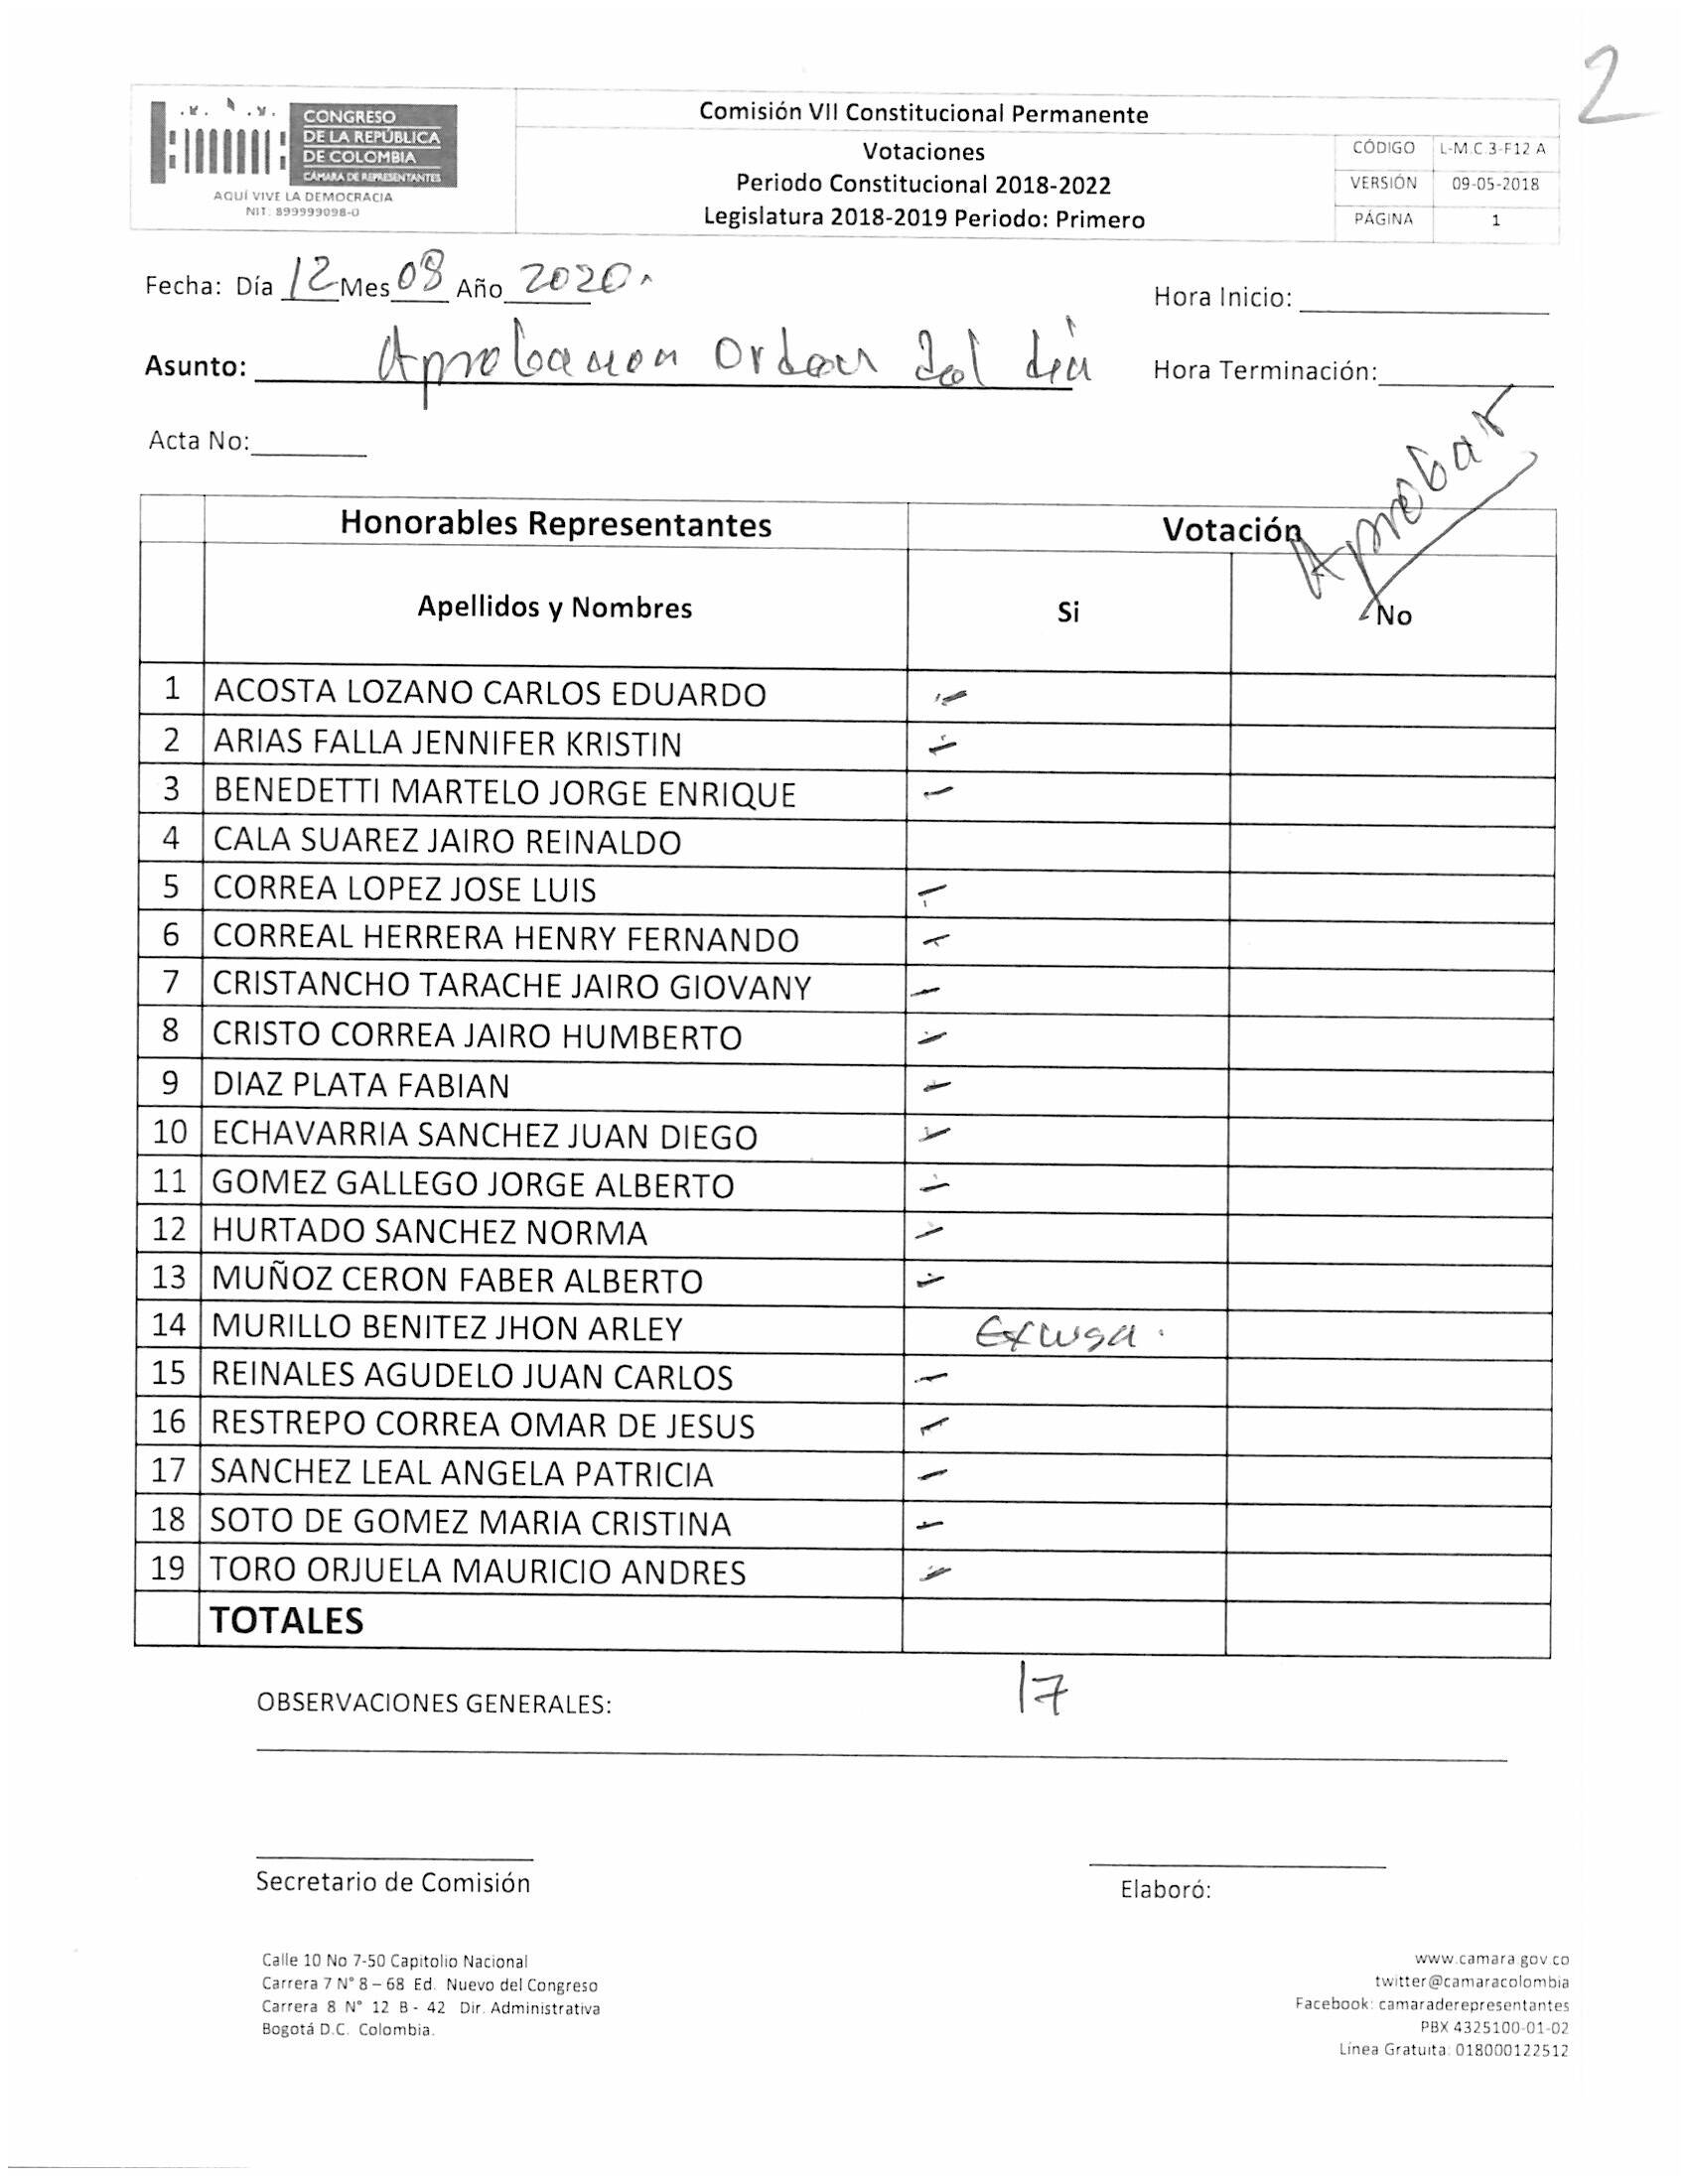 2
CONGRESO
DE LA REPÚBLICA
DE COLOMBIA
CÁMARA DE REPRESENTANTES
AQUÍ VIVE LA DEMOCRACIA
NIT: 899999098-0
Comisión VII Constitucional Permanente
Votaciones
Periodo Constitucional 2018-2022
Legislatura 2018-2019 Periodo: Primero
CÓDIGO L-M.C.3-F12 A
VERSIÓN 09-05-2018
PÁGINA 1
Fecha: Día 12 Mes 08 Año 2020
Hora Inicio:
Asunto: Aprobacion Orden del día
Hora Terminación:
Acta No:
Aprobar
Honorables Representantes Votación
Apellidos y Nombres Si No
1 ACOSTA LOZANO CARLOS EDUARDO
2 ARIAS FALLA JENNIFER KRISTIN
3 BENEDETTI MARTELO JORGE ENRIQUE
4 CALA SUAREZ JAIRO REINALDO
5 CORREA LOPEZ JOSE LUIS
6 CORREAL HERRERA HENRY FERNANDO
7 CRISTANCHO TARACHE JAIRO GIOVANY
8 CRISTO CORREA JAIRO HUMBERTO
9 DIAZ PLATA FABIAN
10 ECHAVARRIA SANCHEZ JUAN DIEGO
11 GOMEZ GALLEGO JORGE ALBERTO
12 HURTADO SANCHEZ NORMA
13 MUÑOZ CERON FABER ALBERTO
14 MURILLO BENITEZ JHON ARLEY Excusa.
15 REINALES AGUDELO JUAN CARLOS
16 RESTREPO CORREA OMAR DE JESUS
17 SANCHEZ LEAL ANGELA PATRICIA
18 SOTO DE GOMEZ MARIA CRISTINA
19 TORO ORJUELA MAURICIO ANDRES
TOTALES
17
OBSERVACIONES GENERALES:
Secretario de Comisión
Elaboró:
Calle 10 No 7-50 Capitolio Nacional
Carrera 7 N° 8 – 68 Ed. Nuevo del Congreso
Carrera 8 N° 12 B - 42 Dir. Administrativa
Bogotá D.C. Colombia.
www.camara.gov.co
twitter@camaracolombia
Facebook: camaraderepresentantes
PBX 4325100-01-02
Línea Gratuita: 018000122512